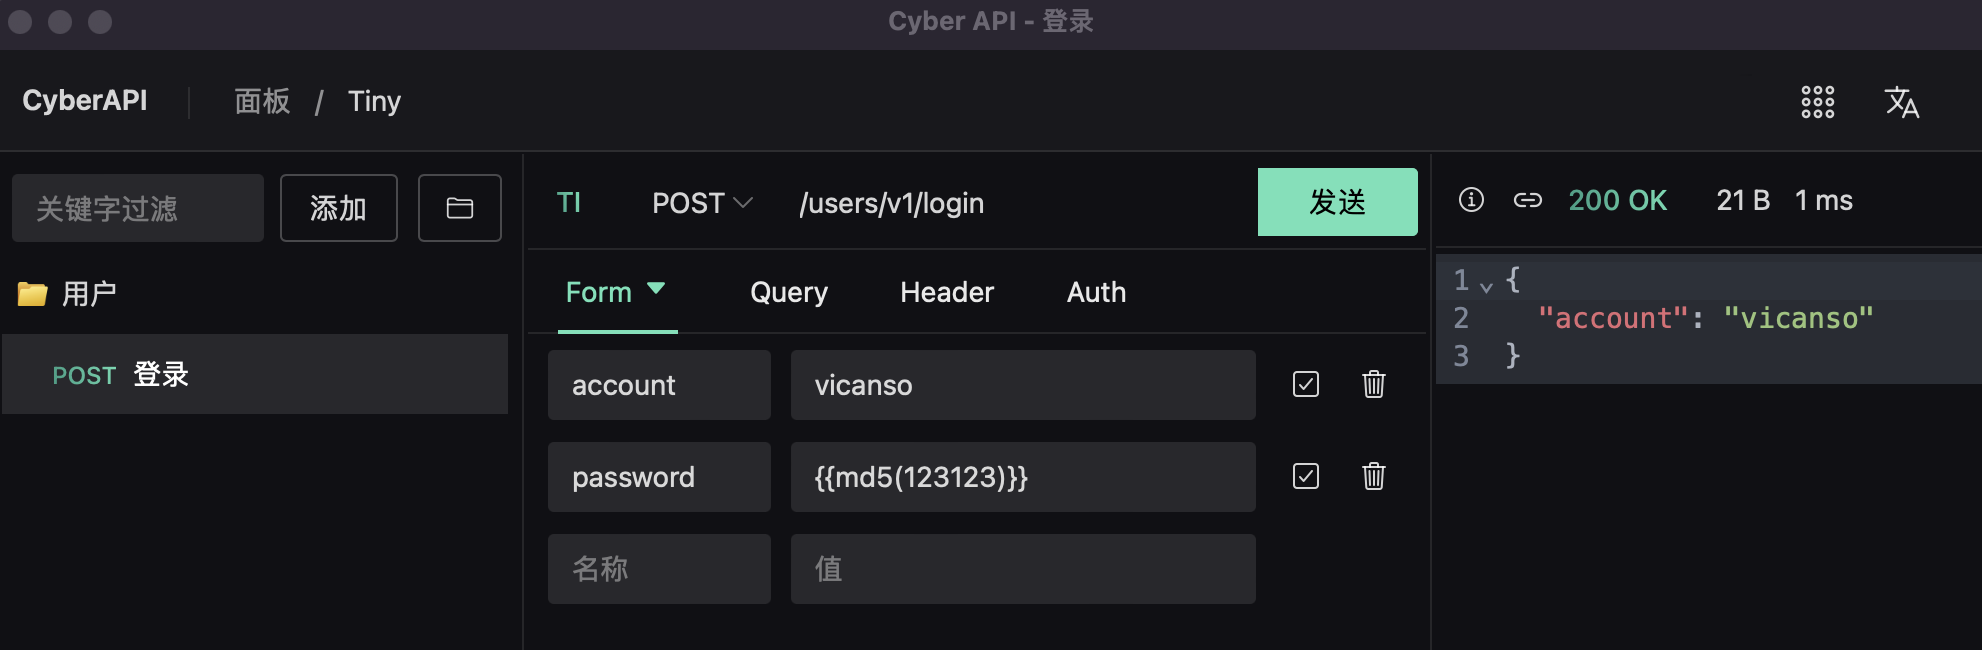 Cyber API - 登录
CyberAPI 面板 / Tiny
关键字过滤 添加
用户
POST 登录
TI POST /users/v1/login 发送
Form Query Header Auth
account vicanso
password {{md5(123123)}}
名称 值
200 OK 21 B 1 ms
1 {
2 "account": "vicanso"
3 }